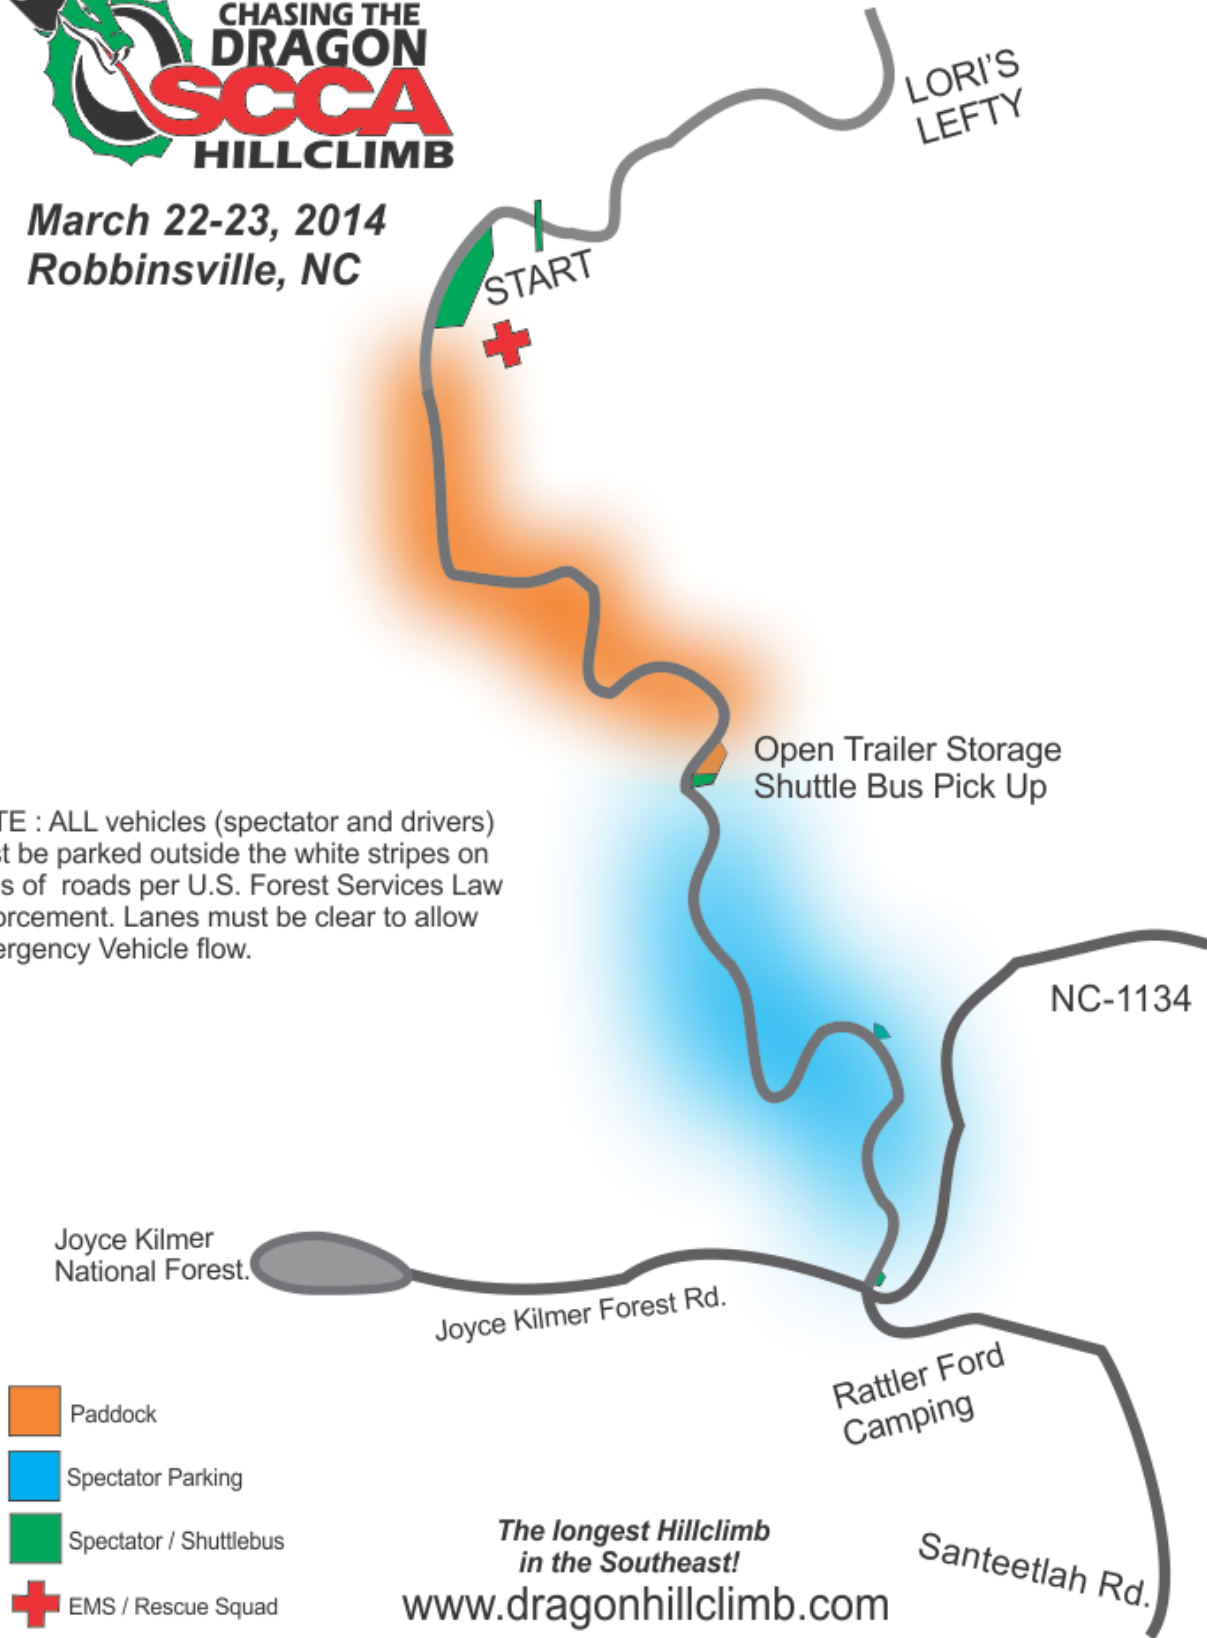 CHASING THE
DRAGON
SCCA
HILLCLIMB
March 22-23, 2014
Robbinsville, NC
LORI'S
LEFTY
START
Open Trailer Storage
Shuttle Bus Pick Up
TE : ALL vehicles (spectator and drivers)
st be parked outside the white stripes on
s of roads per U.S. Forest Services Law
orcement. Lanes must be clear to allow
ergency Vehicle flow.
NC-1134
Joyce Kilmer
National Forest.
Joyce Kilmer Forest Rd.
Rattler Ford
Camping
Paddock
Spectator Parking
Spectator / Shuttlebus
EMS / Rescue Squad
The longest Hillclimb
in the Southeast!
www.dragonhillclimb.com
Santeetlah Rd.